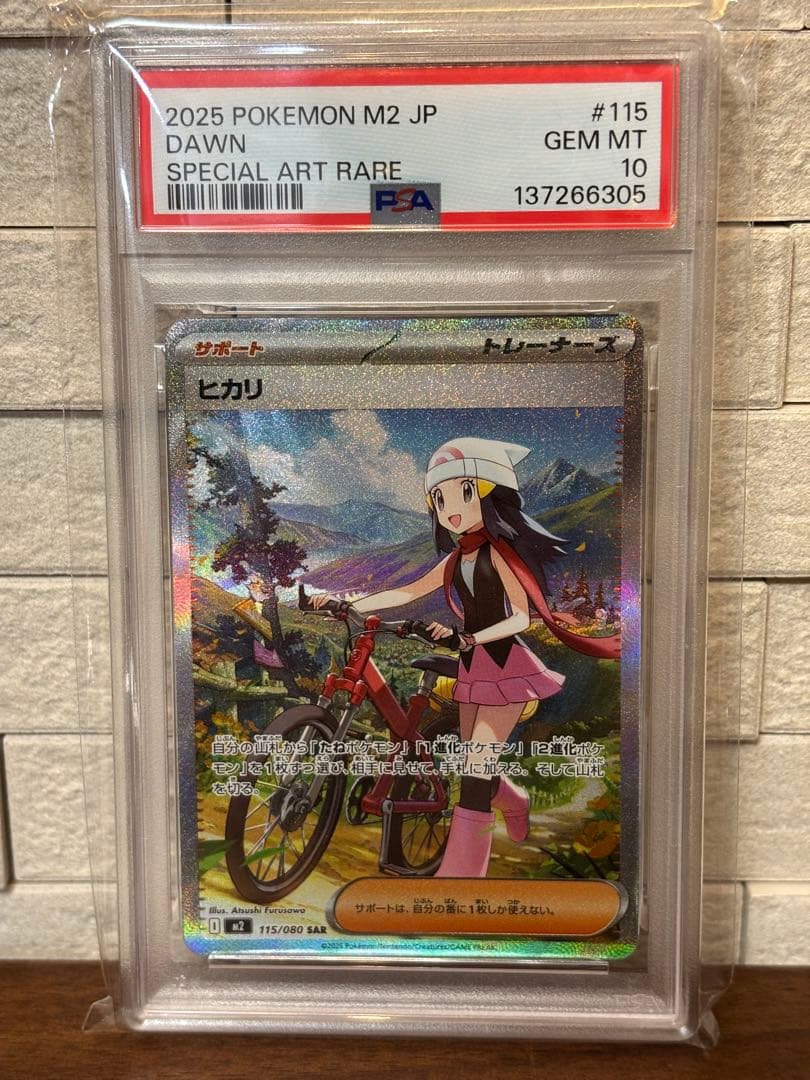 2025 POKEMON M2 JP #115
DAWN GEM MT
SPECIAL ART RARE 10
PSA 137266305
サポート トレーナーズ
ヒカリ
自分の山札から「たねポケモン」「1進化ポケモン」「2進化ポケ
モン」を1枚ずつ選び、相手に見せて、手札に加える。そして山札
を切る。
サポートは、自分の番に1枚しか使えない。
Illus. Atsushi Furusawa
I M2 115/080 SAR
©2025 Pokémon/Nintendo/Creatures/GAME FREAK.